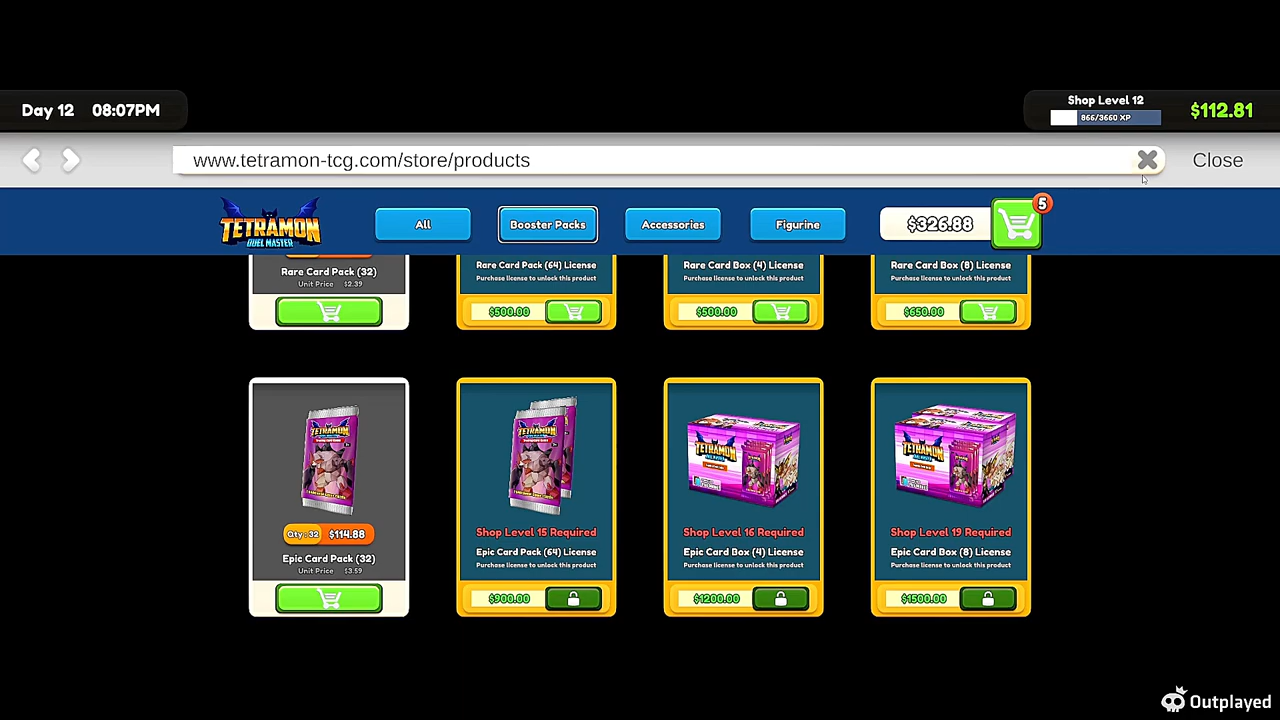 Day 12 08:07PM
Shop Level 12
866/3660 XP
$112.81
www.tetramon-tcg.com/store/products
Close
TETRAMON
DUEL MASTER
All
Booster Packs
Accessories
Figurine
$326.88
5
Rare Card Pack (32)
Unit Price $2.39
Rare Card Pack (64) License
Purchase license to unlock this product
$500.00
Rare Card Box (4) License
Purchase license to unlock this product
$500.00
Rare Card Box (8) License
Purchase license to unlock this product
$650.00
TETRAMON
Qty: 32 $114.88
Epic Card Pack (32)
Unit Price $3.59
TETRAMON
Shop Level 15 Required
Epic Card Pack (64) License
Purchase license to unlock this product
$900.00
TETRAMON
Shop Level 16 Required
Epic Card Box (4) License
Purchase license to unlock this product
$1200.00
TETRAMON
Shop Level 19 Required
Epic Card Box (8) License
Purchase license to unlock this product
$1500.00
Outplayed